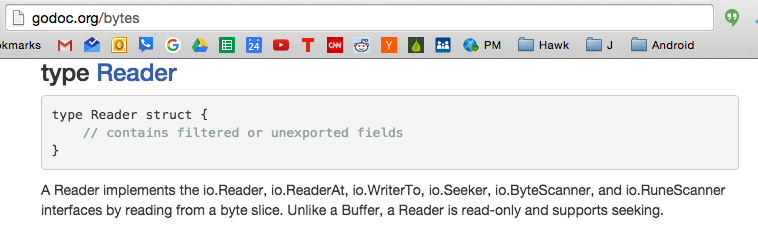 godoc.org/bytes
okmarks
24
T
CNN
Y
PM
Hawk
J
Android
type Reader
type Reader struct {
// contains filtered or unexported fields
}
A Reader implements the io.Reader, io.ReaderAt, io.WriterTo, io.Seeker, io.ByteScanner, and io.RuneScanner
interfaces by reading from a byte slice. Unlike a Buffer, a Reader is read-only and supports seeking.